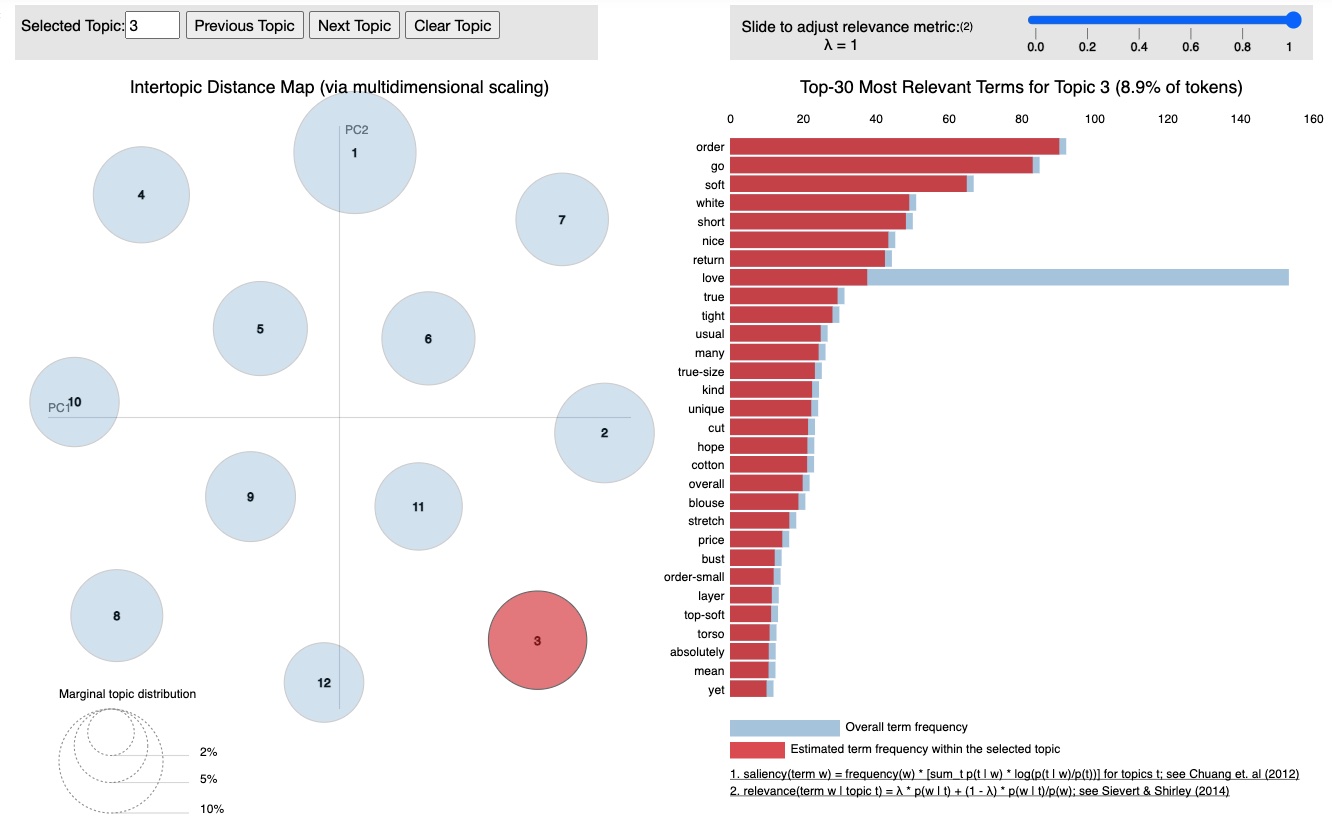 Selected Topic: 3 Previous Topic Next Topic Clear Topic
Slide to adjust relevance metric:(2)
λ = 1
0.0 0.2 0.4 0.6 0.8 1
Intertopic Distance Map (via multidimensional scaling)
PC2
1
4
7
5
6
10
PC1
2
9
11
8
3
12
Marginal topic distribution
2%
5%
10%
Top-30 Most Relevant Terms for Topic 3 (8.9% of tokens)
0 20 40 60 80 100 120 140 160
order
go
soft
white
short
nice
return
love
true
tight
usual
many
true-size
kind
unique
cut
hope
cotton
overall
blouse
stretch
price
bust
order-small
layer
top-soft
torso
absolutely
mean
yet
Overall term frequency
Estimated term frequency within the selected topic
1. saliency(term w) = frequency(w) * [sum_t p(t | w) * log(p(t | w)/p(t))] for topics t; see Chuang et. al (2012)
2. relevance(term w | topic t) = λ * p(w | t) + (1 - λ) * p(w | t)/p(w); see Sievert & Shirley (2014)